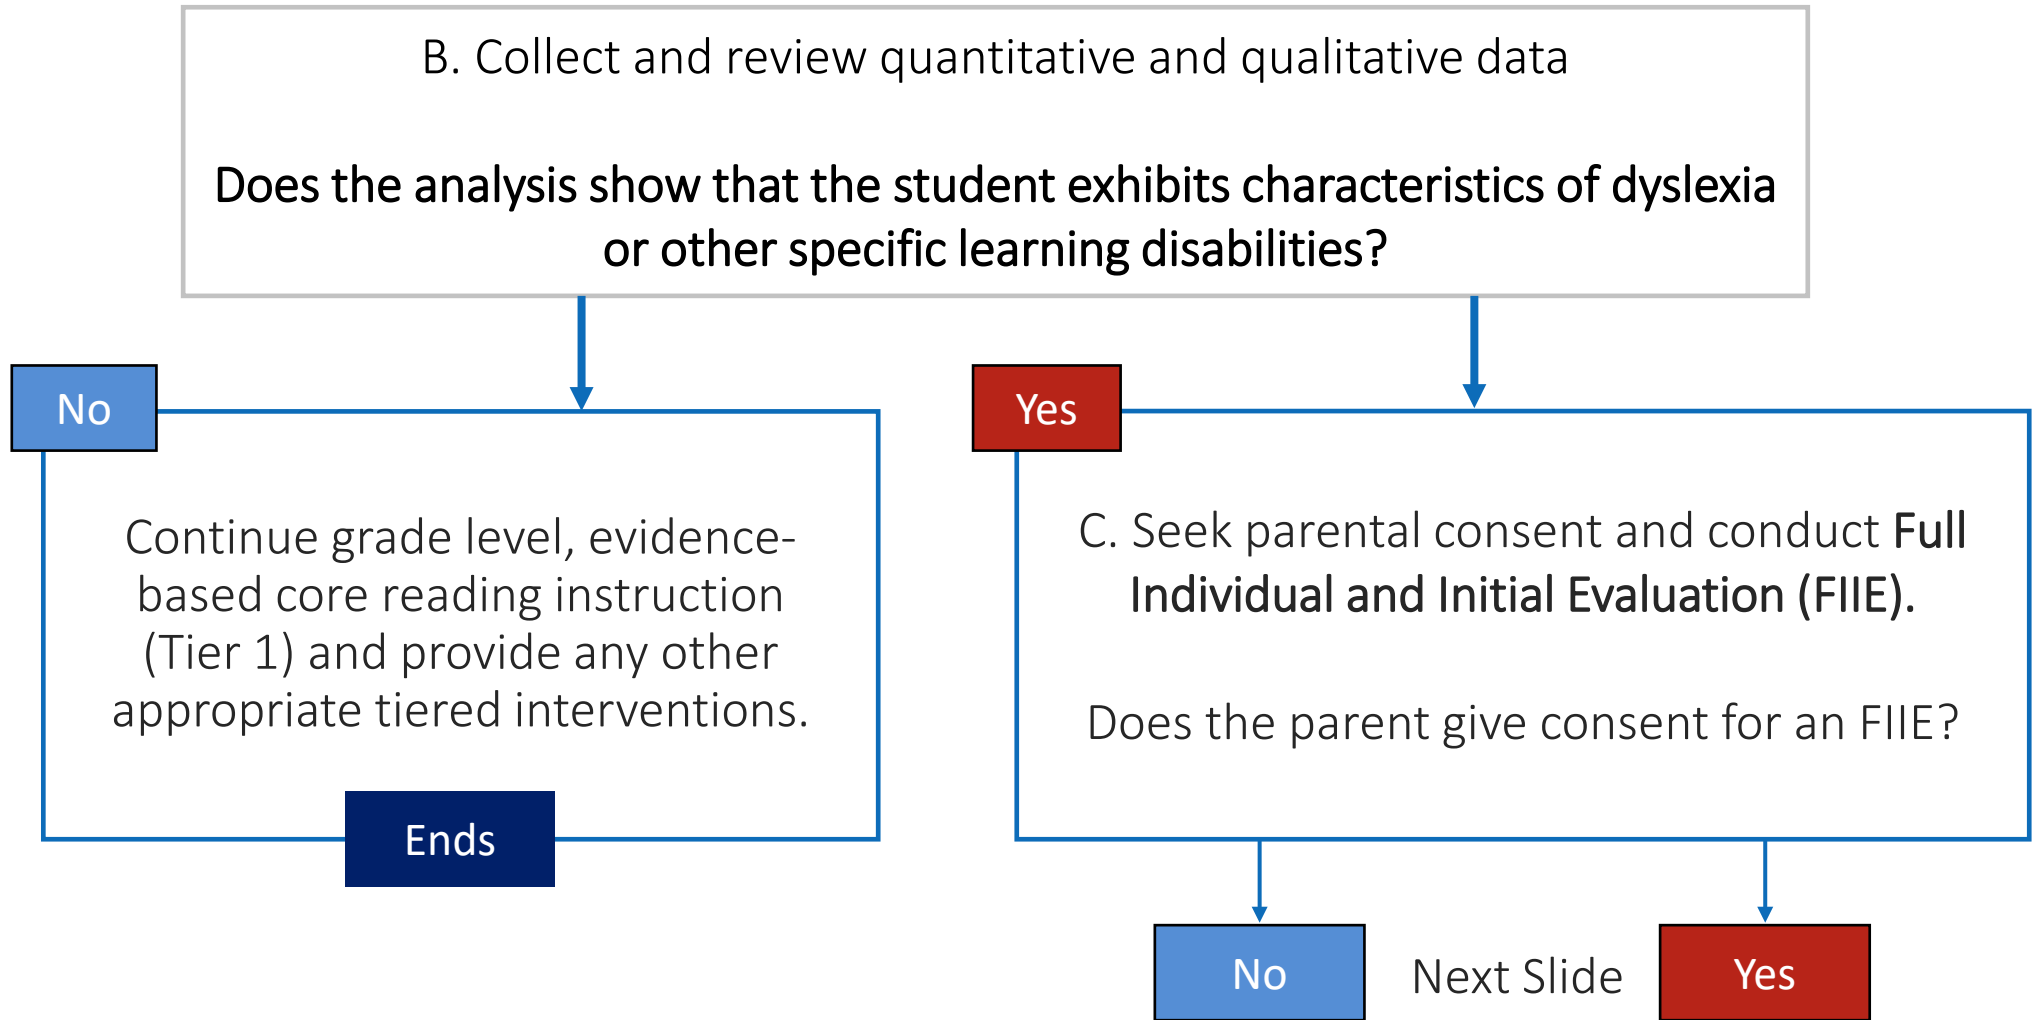 B. Collect and review quantitative and qualitative data
Does the analysis show that the student exhibits characteristics of dyslexia
or other specific learning disabilities?
No
Continue grade level, evidence-
based core reading instruction
(Tier 1) and provide any other
appropriate tiered interventions.
Ends
Yes
C. Seek parental consent and conduct Full
Individual and Initial Evaluation (FIIE).
Does the parent give consent for an FIIE?
No
Next Slide
Yes